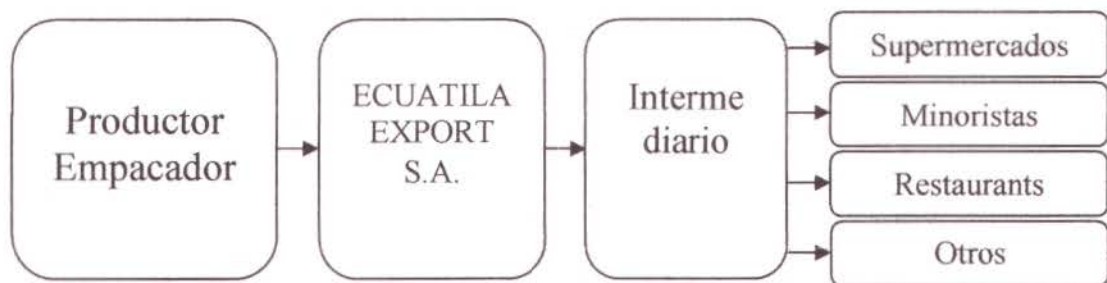 Productor
Empacador
ECUATILA
EXPORT
S.A.
Interme
diario
Supermercados
Minoristas
Restaurants
Otros